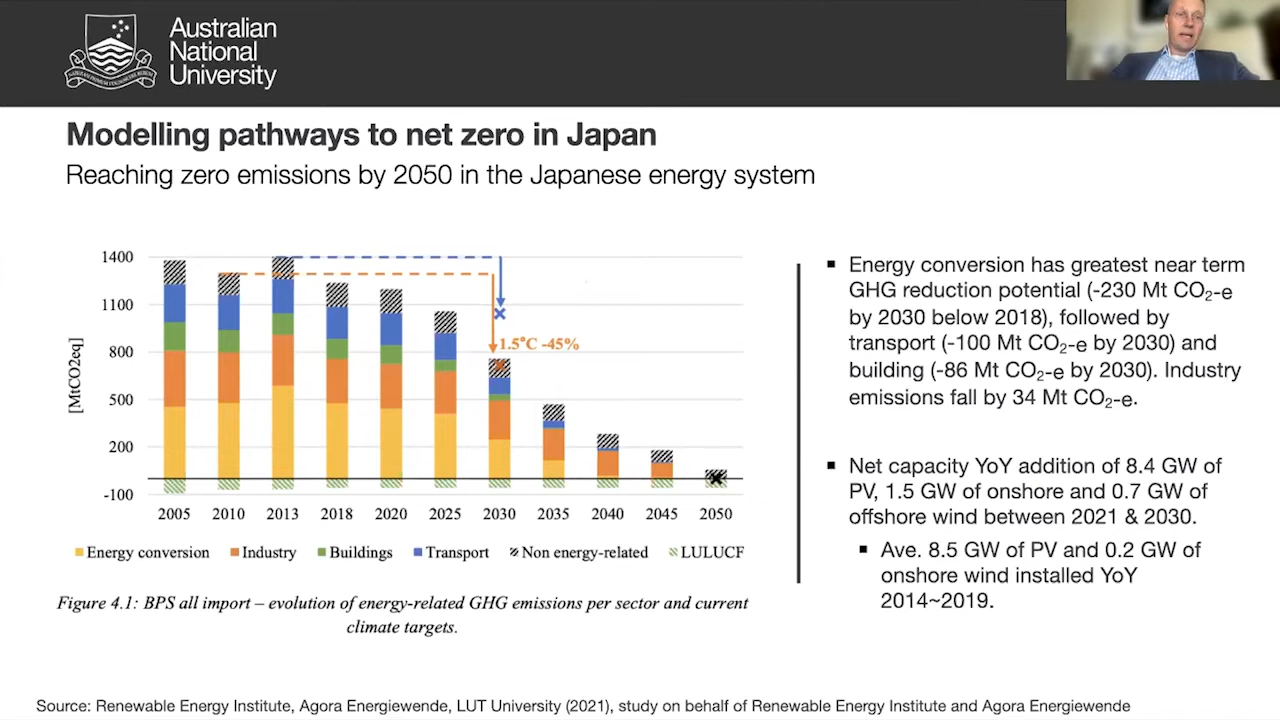 Australian
National
University
Modelling pathways to net zero in Japan
Reaching zero emissions by 2050 in the Japanese energy system
1400
1100
800
500
200
-100
[MtCO2eq]
1.5°C -45%
2005 2010 2013 2018 2020 2025 2030 2035 2040 2045 2050
Energy conversion Industry Buildings Transport Non energy-related LULUCF
Figure 4.1: BPS all import – evolution of energy-related GHG emissions per sector and current
climate targets.
▪ Energy conversion has greatest near term
GHG reduction potential (-230 Mt CO₂-e
by 2030 below 2018), followed by
transport (-100 Mt CO₂-e by 2030) and
building (-86 Mt CO₂-e by 2030). Industry
emissions fall by 34 Mt CO₂-e.
▪ Net capacity YoY addition of 8.4 GW of
PV, 1.5 GW of onshore and 0.7 GW of
offshore wind between 2021 & 2030.
▪ Ave. 8.5 GW of PV and 0.2 GW of
onshore wind installed YoY
2014~2019.
Source: Renewable Energy Institute, Agora Energiewende, LUT University (2021), study on behalf of Renewable Energy Institute and Agora Energiewende